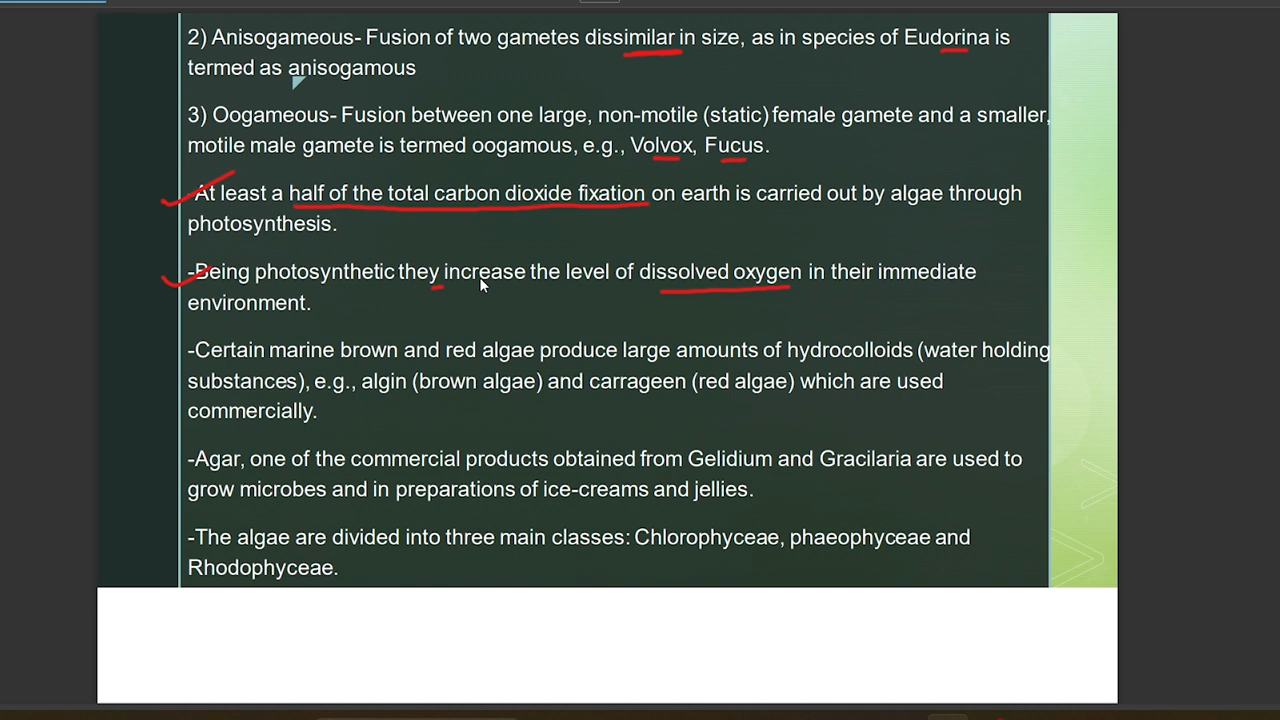 2) Anisogameous- Fusion of two gametes dissimilar in size, as in species of Eudorina is
termed as anisogamous
3) Oogameous- Fusion between one large, non-motile (static) female gamete and a smaller,
motile male gamete is termed oogamous, e.g., Volvox, Fucus.
-At least a half of the total carbon dioxide fixation on earth is carried out by algae through
photosynthesis.
-Being photosynthetic they increase the level of dissolved oxygen in their immediate
environment.
-Certain marine brown and red algae produce large amounts of hydrocolloids (water holding
substances), e.g., algin (brown algae) and carrageen (red algae) which are used
commercially.
-Agar, one of the commercial products obtained from Gelidium and Gracilaria are used to
grow microbes and in preparations of ice-creams and jellies.
-The algae are divided into three main classes: Chlorophyceae, phaeophyceae and
Rhodophyceae.